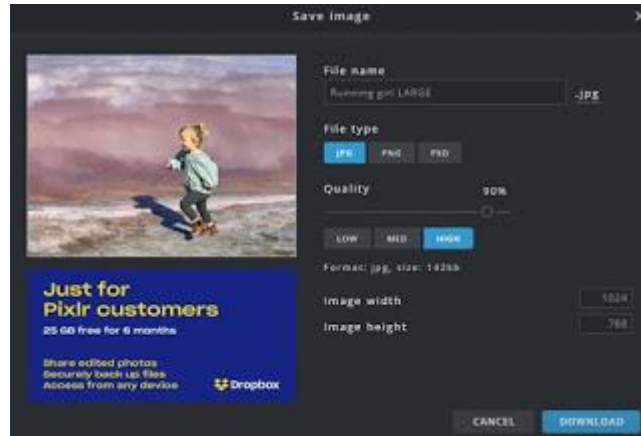 Save image
X
File name
Running girl LARGE
.jpg
File type
JPG PNG PXD
Quality 90%
LOW MED HIGH
Format: jpg, size: 142kb
Image width 1024
Image height 768
Just for
Pixlr customers
25 GB free for 6 months
Share edited photos
Securely back up files
Access from any device
Dropbox
CANCEL DOWNLOAD